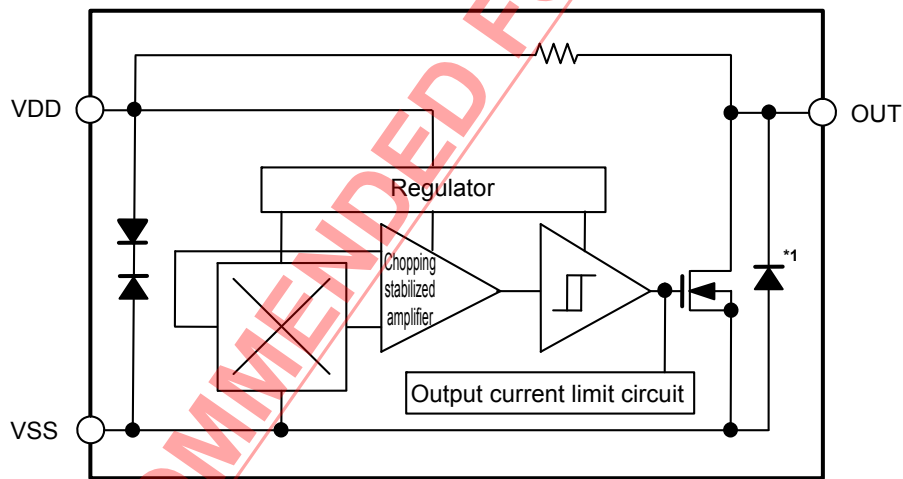 VDD
OUT
Regulator
Chopping
stabilized
amplifier
*1
Output current limit circuit
VSS